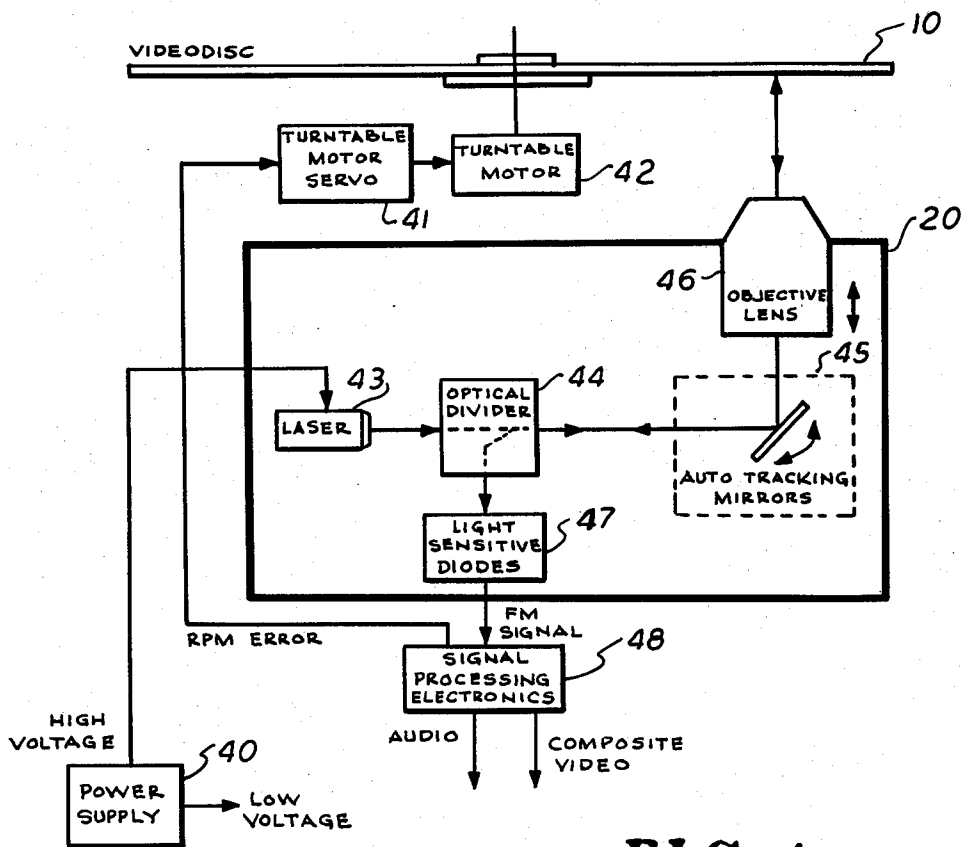 10
VIDEODISC
TURNTABLE
MOTOR
SERVO
41
TURNTABLE
MOTOR
42
20
46
OBJECTIVE
LENS
45
43
LASER
44
OPTICAL
DIVIDER
AUTO TRACKING
MIRRORS
47
LIGHT
SENSITIVE
DIODES
FM
SIGNAL
RPM ERROR
48
SIGNAL
PROCESSING
ELECTRONICS
AUDIO
COMPOSITE
VIDEO
HIGH
VOLTAGE
40
POWER
SUPPLY
LOW
VOLTAGE